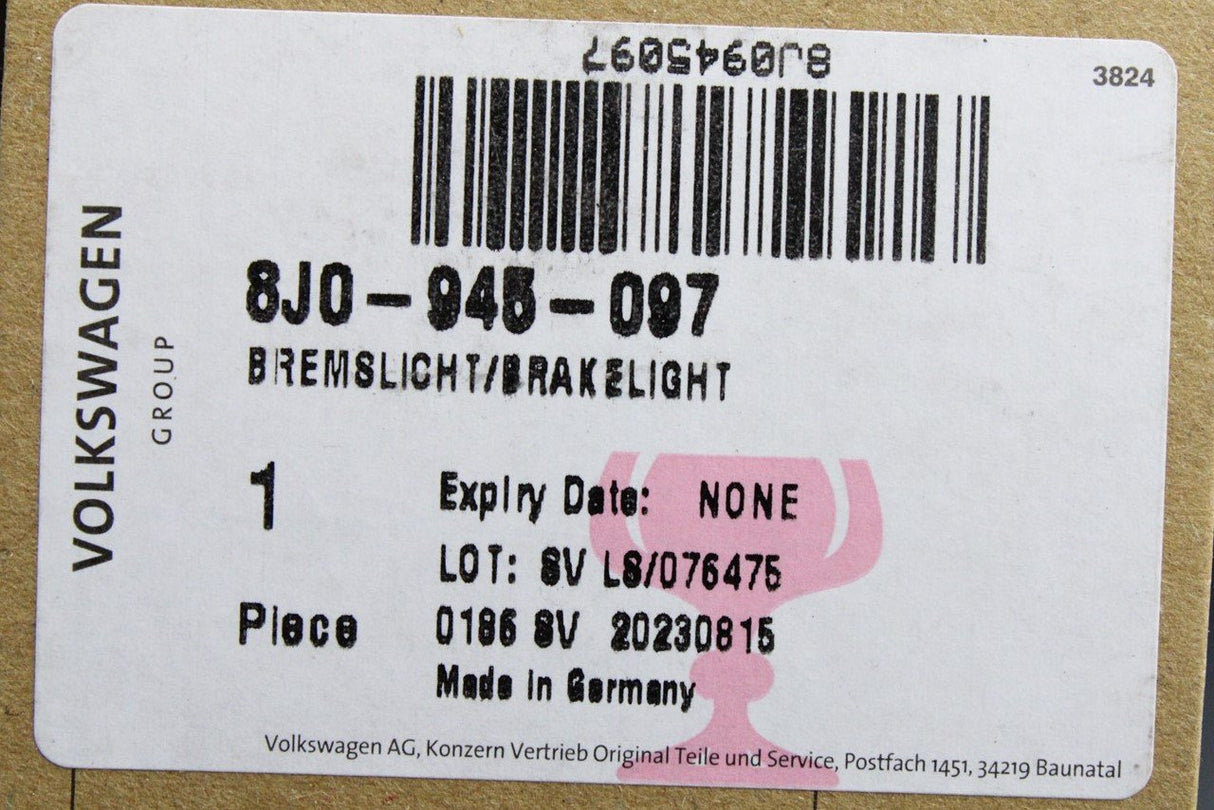 8J0945097
3824
VOLKSWAGEN
GROUP
8J0-945-097
BREMSLICHT/BRAKELIGHT
1
Expiry Date: NONE
LOT: SV LS/076475
Piece
0186 SV 20230815
Made in Germany
Volkswagen AG, Konzern Vertrieb Original Teile und Service, Postfach 1451, 34219 Baunatal